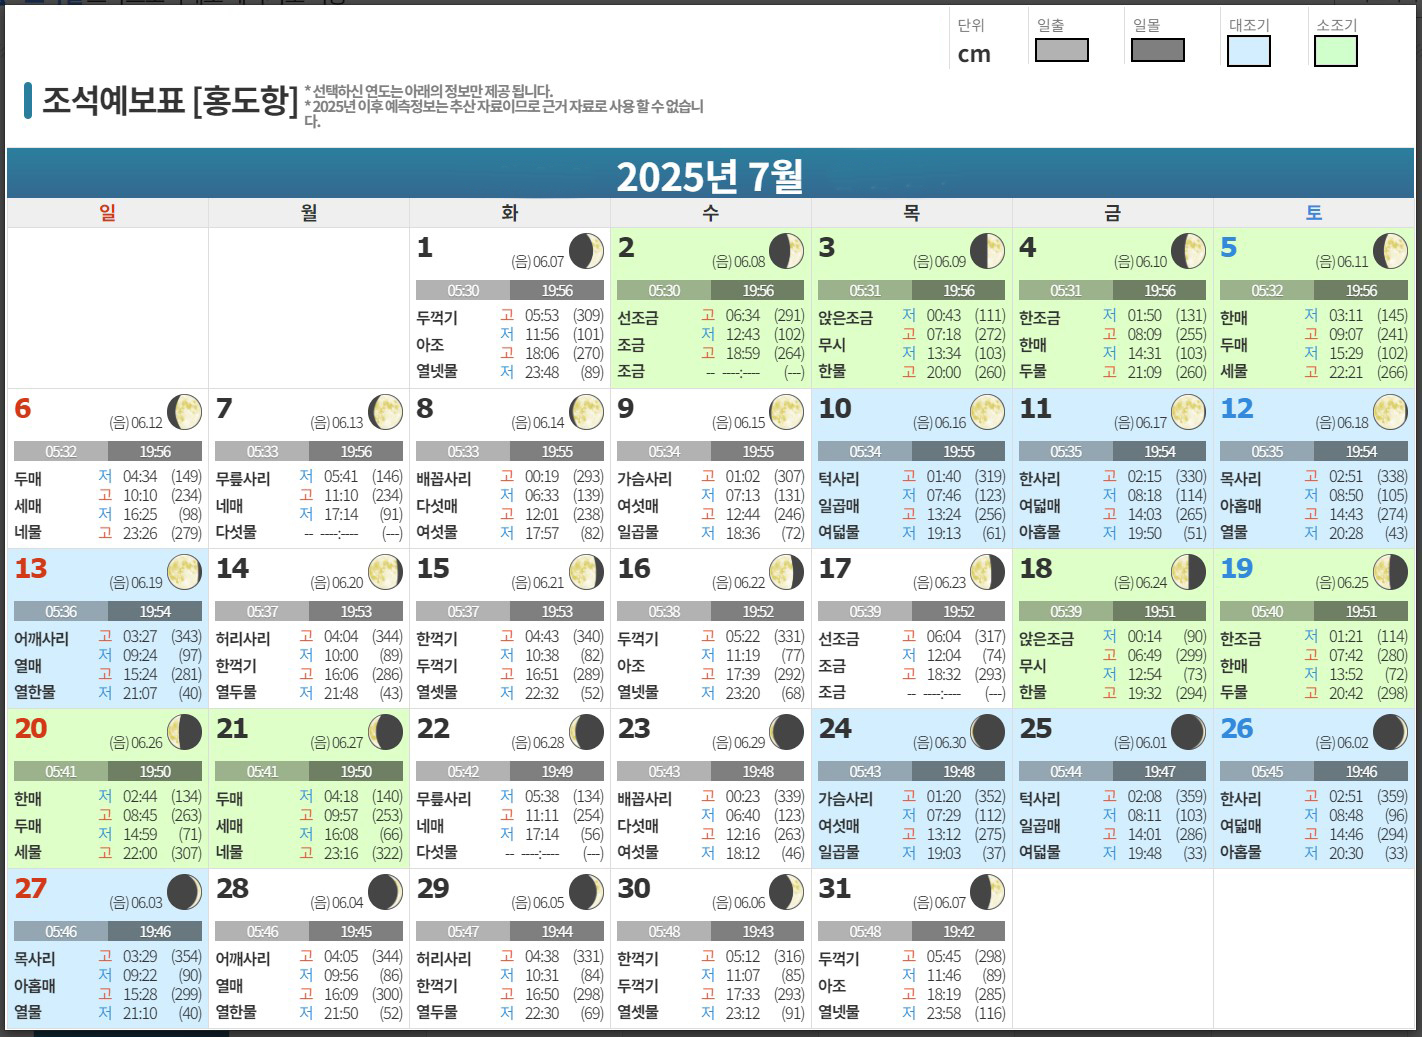 단위
일출
일몰
대조기
소조기
cm
조석예보표 [홍도항]
* 선택하신 연도는 아래의 정보만 제공 됩니다.
* 2025년 이후 예측정보는 추산 자료이므로 근거 자료로 사용 할 수 없습니
다.
2025년 7월
일 월 화 수 목 금 토
1 (음) 06.07
05:30 19:56
두꺽기
아조
열넷물
고 05:53 (309)
저 11:56 (101)
고 18:06 (270)
저 23:48 (89)
2 (음) 06.08
05:30 19:56
선조금
조금
조금
고 06:34 (291)
저 12:43 (102)
고 18:59 (264)
-- ----:---- (---)
3 (음) 06.09
05:31 19:56
앉은조금
무시
한물
저 00:43 (111)
고 07:18 (272)
저 13:34 (103)
고 20:00 (260)
4 (음) 06.10
05:31 19:56
한조금
한매
두물
저 01:50 (131)
고 08:09 (255)
저 14:31 (103)
고 21:09 (260)
5 (음) 06.11
05:32 19:56
한매
두매
세물
저 03:11 (145)
고 09:07 (241)
저 15:29 (102)
고 22:21 (266)
6 (음) 06.12
05:32 19:56
두매
세매
네물
저 04:34 (149)
고 10:10 (234)
저 16:25 (98)
고 23:26 (279)
7 (음) 06.13
05:33 19:56
무릎사리
네매
다섯물
저 05:41 (146)
고 11:10 (234)
저 17:14 (91)
-- ----:---- (---)
8 (음) 06.14
05:33 19:55
배꼽사리
다섯매
여섯물
고 00:19 (293)
저 06:33 (139)
고 12:01 (238)
저 17:57 (82)
9 (음) 06.15
05:34 19:55
가슴사리
여섯매
일곱물
고 01:02 (307)
저 07:13 (131)
고 12:44 (246)
저 18:36 (72)
10 (음) 06.16
05:34 19:55
턱사리
일곱매
여덟물
고 01:40 (319)
저 07:46 (123)
고 13:24 (256)
저 19:13 (61)
11 (음) 06.17
05:35 19:54
한사리
여덟매
아홉물
고 02:15 (330)
저 08:18 (114)
고 14:03 (265)
저 19:50 (51)
12 (음) 06.18
05:35 19:54
목사리
아홉매
열물
고 02:51 (338)
저 08:50 (105)
고 14:43 (274)
저 20:28 (43)
13 (음) 06.19
05:36 19:54
어깨사리
열매
열한물
고 03:27 (343)
저 09:24 (97)
고 15:24 (281)
저 21:07 (40)
14 (음) 06.20
05:37 19:53
허리사리
한꺽기
열두물
고 04:04 (344)
저 10:00 (89)
고 16:06 (286)
저 21:48 (43)
15 (음) 06.21
05:37 19:53
한꺽기
두꺽기
열셋물
고 04:43 (340)
저 10:38 (82)
고 16:51 (289)
저 22:32 (52)
16 (음) 06.22
05:38 19:52
두꺽기
아조
열넷물
고 05:22 (331)
저 11:19 (77)
고 17:39 (292)
저 23:20 (68)
17 (음) 06.23
05:39 19:52
선조금
조금
조금
고 06:04 (317)
저 12:04 (74)
고 18:32 (293)
-- ----:---- (---)
18 (음) 06.24
05:39 19:51
앉은조금
무시
한물
저 00:14 (90)
고 06:49 (299)
저 12:54 (73)
고 19:32 (294)
19 (음) 06.25
05:40 19:51
한조금
한매
두물
저 01:21 (114)
고 07:42 (280)
저 13:52 (72)
고 20:42 (298)
20 (음) 06.26
05:41 19:50
한매
두매
세물
저 02:44 (134)
고 08:45 (263)
저 14:59 (71)
고 22:00 (307)
21 (음) 06.27
05:41 19:50
두매
세매
네물
저 04:18 (140)
고 09:57 (253)
저 16:08 (66)
고 23:16 (322)
22 (음) 06.28
05:42 19:49
무릎사리
네매
다섯물
저 05:38 (134)
고 11:11 (254)
저 17:14 (56)
-- ----:---- (---)
23 (음) 06.29
05:43 19:48
배꼽사리
다섯매
여섯물
고 00:23 (339)
저 06:40 (123)
고 12:16 (263)
저 18:12 (46)
24 (음) 06.30
05:43 19:48
가슴사리
여섯매
일곱물
고 01:20 (352)
저 07:29 (112)
고 13:12 (275)
저 19:03 (37)
25 (음) 06.01
05:44 19:47
턱사리
일곱매
여덟물
고 02:08 (359)
저 08:11 (103)
고 14:01 (286)
저 19:48 (33)
26 (음) 06.02
05:45 19:46
한사리
여덟매
아홉물
고 02:51 (359)
저 08:48 (96)
고 14:46 (294)
저 20:30 (33)
27 (음) 06.03
05:46 19:46
목사리
아홉매
열물
고 03:29 (354)
저 09:22 (90)
고 15:28 (299)
저 21:10 (40)
28 (음) 06.04
05:46 19:45
어깨사리
열매
열한물
고 04:05 (344)
저 09:56 (86)
고 16:09 (300)
저 21:50 (52)
29 (음) 06.05
05:47 19:44
허리사리
한꺽기
열두물
고 04:38 (331)
저 10:31 (84)
고 16:50 (298)
저 22:30 (69)
30 (음) 06.06
05:48 19:43
한꺽기
두꺽기
열셋물
고 05:12 (316)
저 11:07 (85)
고 17:33 (293)
저 23:12 (91)
31 (음) 06.07
05:48 19:42
두꺽기
아조
열넷물
고 05:45 (298)
저 11:46 (89)
고 18:19 (285)
저 23:58 (116)